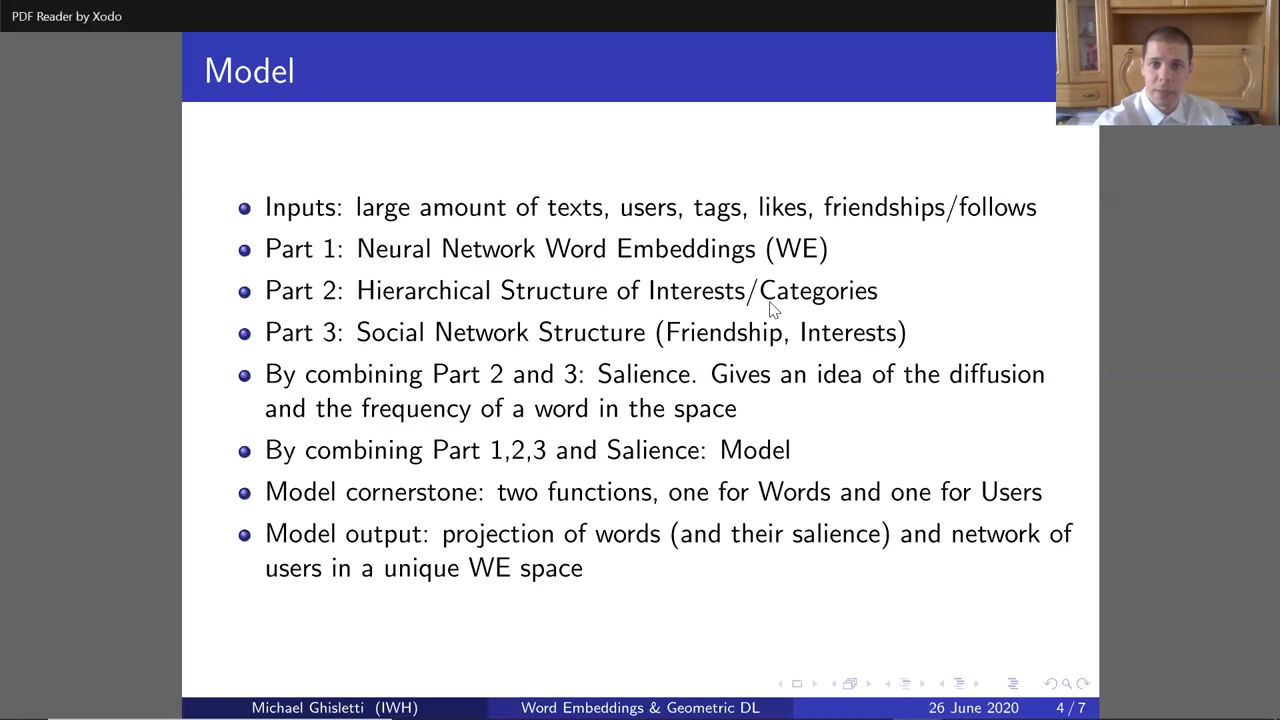 PDF Reader by Xodo
Model
Inputs: large amount of texts, users, tags, likes, friendships/follows
Part 1: Neural Network Word Embeddings (WE)
Part 2: Hierarchical Structure of Interests/Categories
Part 3: Social Network Structure (Friendship, Interests)
By combining Part 2 and 3: Salience. Gives an idea of the diffusion
and the frequency of a word in the space
By combining Part 1,2,3 and Salience: Model
Model cornerstone: two functions, one for Words and one for Users
Model output: projection of words (and their salience) and network of
users in a unique WE space
Michael Ghisletti (IWH) Word Embeddings & Geometric DL 26 June 2020 4 / 7